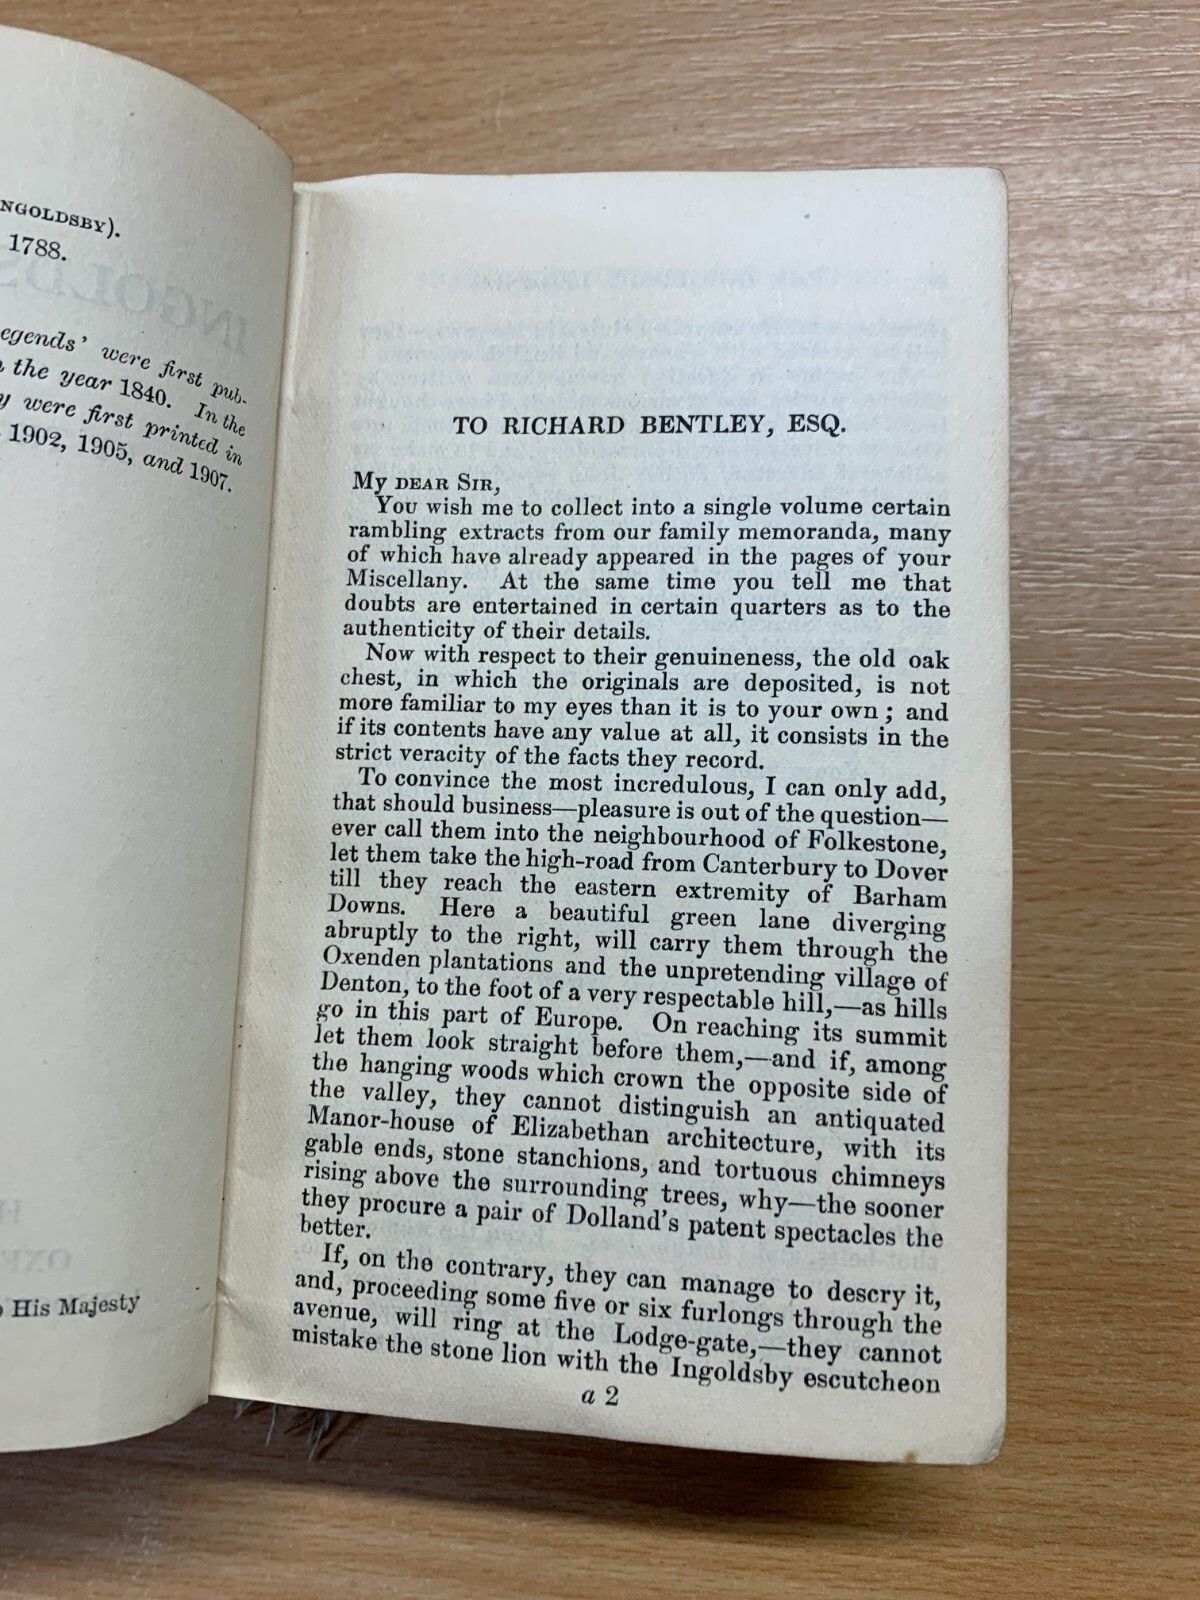 NGOLDSBY).
1788.
egends' were first pub-
the year 1840. In the
y were first printed in
1902, 1905, and 1907.
His Majesty
TO RICHARD BENTLEY, ESQ.
My dear Sir,
You wish me to collect into a single volume certain
rambling extracts from our family memoranda, many
of which have already appeared in the pages of your
Miscellany. At the same time you tell me that
doubts are entertained in certain quarters as to the
authenticity of their details.
Now with respect to their genuineness, the old oak
chest, in which the originals are deposited, is not
more familiar to my eyes than it is to your own; and
if its contents have any value at all, it consists in the
strict veracity of the facts they record.
To convince the most incredulous, I can only add,
that should business—pleasure is out of the question—
ever call them into the neighbourhood of Folkestone,
let them take the high-road from Canterbury to Dover
till they reach the eastern extremity of Barham
Downs. Here a beautiful green lane diverging
abruptly to the right, will carry them through the
Oxenden plantations and the unpretending village of
Denton, to the foot of a very respectable hill,—as hills
go in this part of Europe. On reaching its summit
let them look straight before them,—and if, among
the hanging woods which crown the opposite side of
the valley, they cannot distinguish an antiquated
Manor-house of Elizabethan architecture, with its
gable ends, stone stanchions, and tortuous chimneys
rising above the surrounding trees, why—the sooner
they procure a pair of Dolland's patent spectacles the
better.
If, on the contrary, they can manage to descry it,
and, proceeding some five or six furlongs through the
avenue, will ring at the Lodge-gate,—they cannot
mistake the stone lion with the Ingoldsby escutcheon
a 2